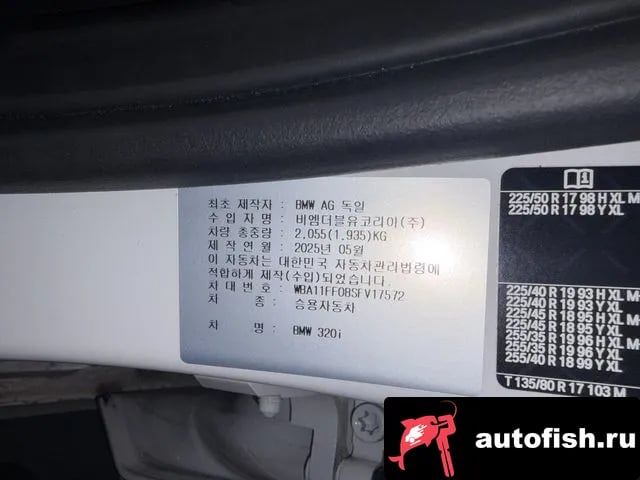 최초 제작자 : BMW AG 독일
수 입 자 명 : 비엠더블유코리아(주)
차량 총중량 : 2,055(1,935)KG
제 작 연 월 : 2025년 05월
이 자동차는 대한민국 자동차관리법령에
적합하게 제작(수입)되었습니다.
차 대 번 호 : WBA11FF08SFV17572
차 종 : 승용자동차
차 명 : BMW 320i
225/50 R 17 98 H XL M
225/50 R 17 98 Y XL
225/40 R 19 93 H XL M
225/40 R 19 93 Y XL
225/45 R 18 95 H XL M
225/45 R 18 95 Y XL
255/35 R 19 96 H XL M
255/35 R 19 96 Y XL
255/40 R 18 99 Y XL
T 135/80 R 17 103 M
autofish.ru